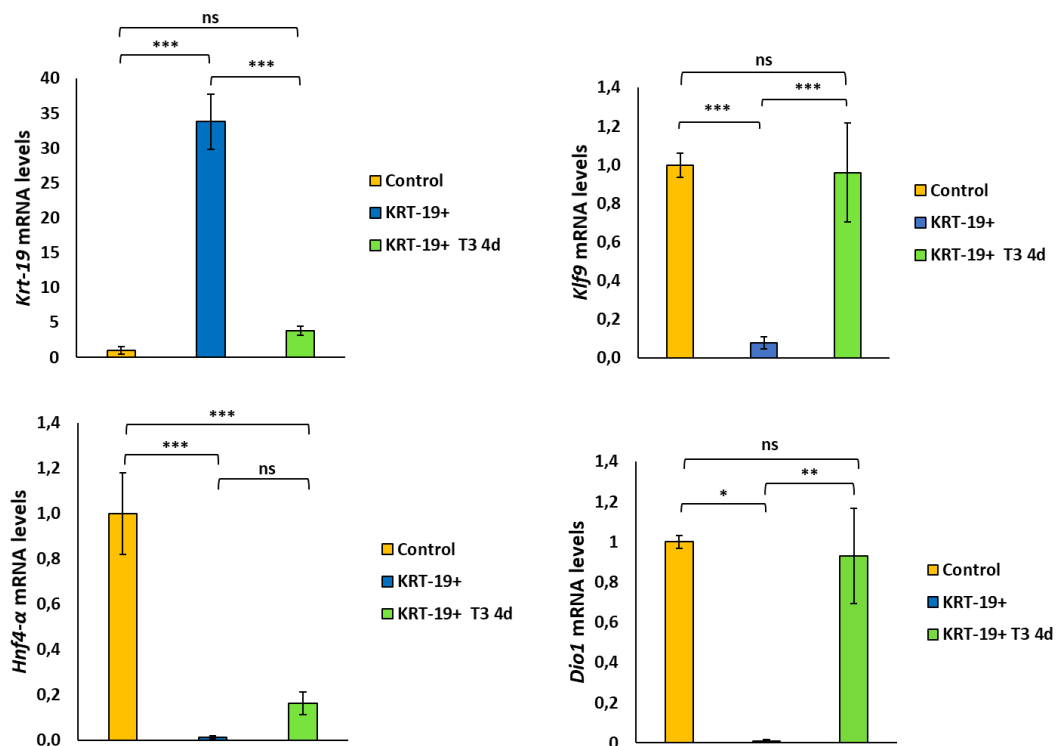 ns
***
***
40
35
30
25
20
15
10
5
0
Krt-19 mRNA levels
Control
KRT-19+
KRT-19+ T3 4d
ns
***
***
1,4
1,2
1,0
0,8
0,6
0,4
0,2
0,0
Klf9 mRNA levels
Control
KRT-19+
KRT-19+ T3 4d
***
***
ns
1,4
1,2
1,0
0,8
0,6
0,4
0,2
0,0
Hnf4-α mRNA levels
Control
KRT-19+
KRT-19+ T3 4d
ns
**
*
1,4
1,2
1
0,8
0,6
0,4
0,2
0
Dio1 mRNA levels
Control
KRT-19+
KRT-19+ T3 4d